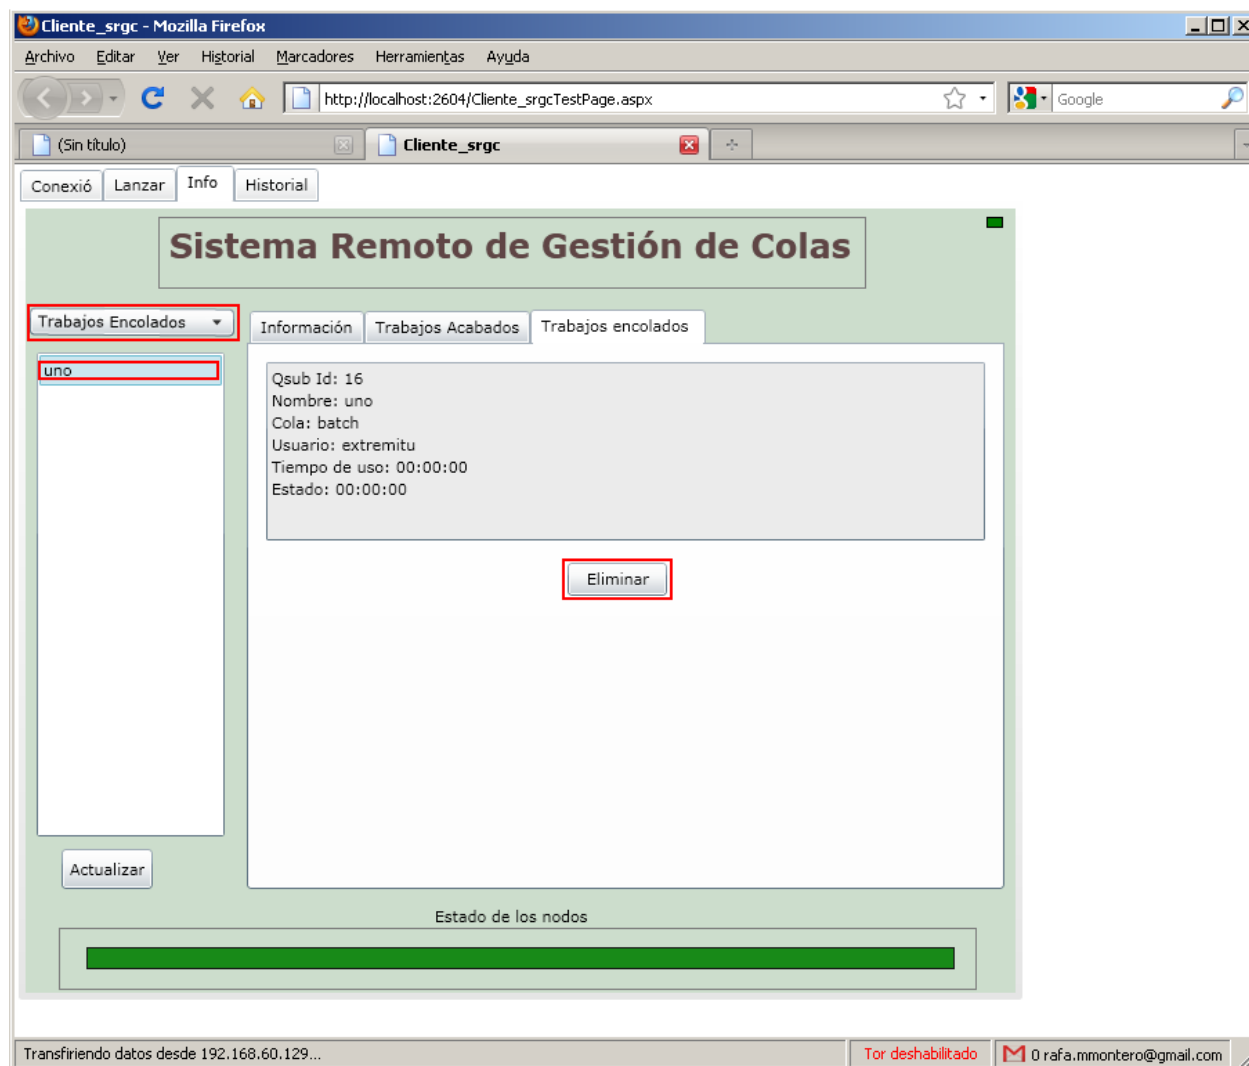 Cliente_srgc - Mozilla Firefox
Archivo Editar Ver Historial Marcadores Herramientas Ayuda
http://localhost:2604/Cliente_srgcTestPage.aspx
Google
(Sin título)
Cliente_srgc
Conexió Lanzar Info Historial
Sistema Remoto de Gestión de Colas
Trabajos Encolados
Información Trabajos Acabados Trabajos encolados
uno
Qsub Id: 16
Nombre: uno
Cola: batch
Usuario: extremitu
Tiempo de uso: 00:00:00
Estado: 00:00:00
Eliminar
Actualizar
Estado de los nodos
Transfiriendo datos desde 192.168.60.129...
Tor deshabilitado
0 rafa.mmontero@gmail.com